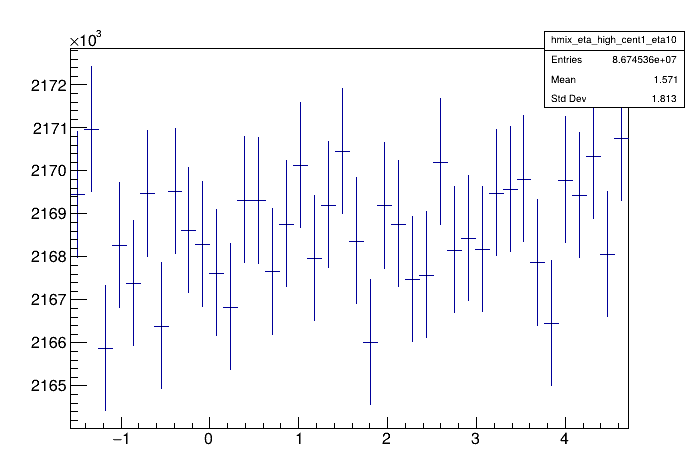 ×10³
hmix_eta_high_cent1_eta10
Entries 8.674536e+07
Mean 1.571
Std Dev 1.813
2172
2171
2170
2169
2168
2167
2166
2165
−1 0 1 2 3 4